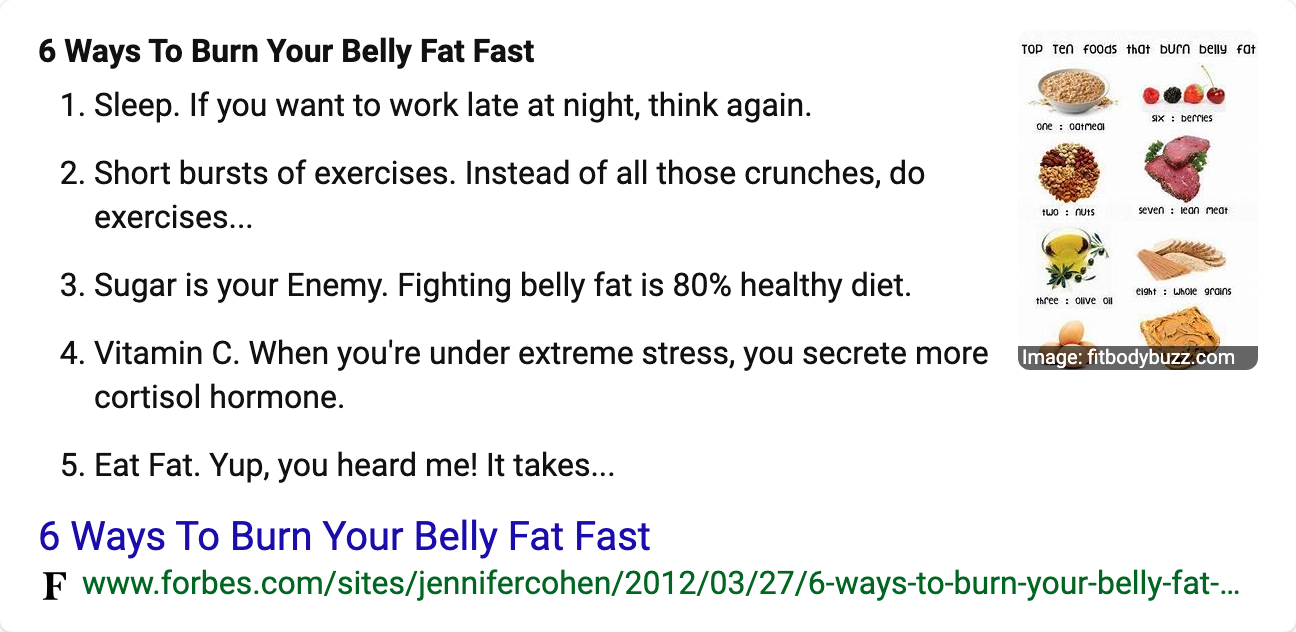 6 Ways To Burn Your Belly Fat Fast
1. Sleep. If you want to work late at night, think again.
2. Short bursts of exercises. Instead of all those crunches, do
exercises...
3. Sugar is your Enemy. Fighting belly fat is 80% healthy diet.
4. Vitamin C. When you're under extreme stress, you secrete more
cortisol hormone.
5. Eat Fat. Yup, you heard me! It takes...
6 Ways To Burn Your Belly Fat Fast
F www.forbes.com/sites/jennifercohen/2012/03/27/6-ways-to-burn-your-belly-fat-...
Top Ten foods that burn belly fat
one : oatmeal
six : berries
two : nuts
seven : lean meat
three : olive oil
eight : whole grains
Image: fitbodybuzz.com